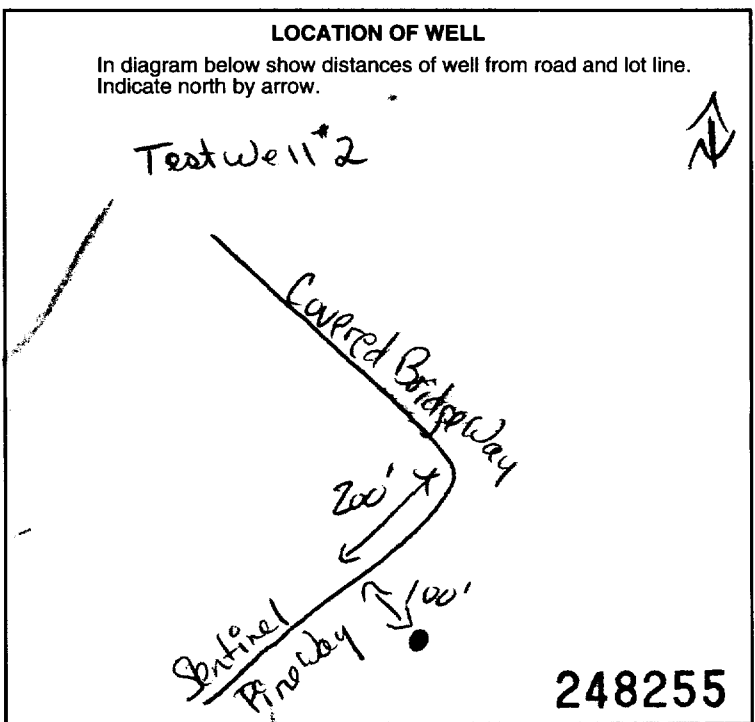 LOCATION OF WELL
In diagram below show distances of well from road and lot line.
Indicate north by arrow.
Test Well #2
N
Covered Bridge Way
200'
100'
Sentinel
Pine Way
248255